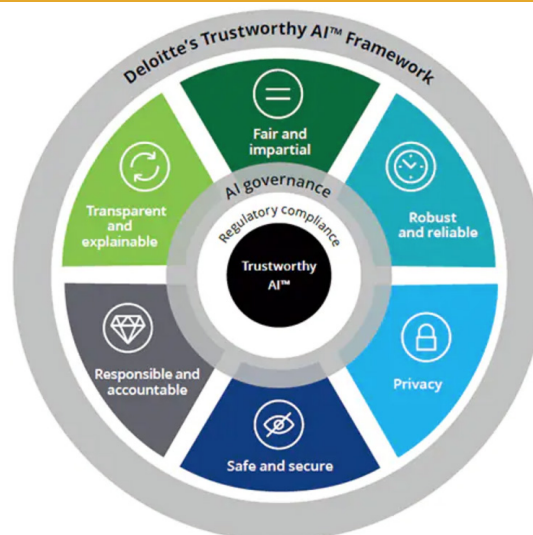 Deloitte's Trustworthy AI™ Framework
Fair and
impartial
Robust
and reliable
Privacy
Safe and secure
Responsible and
accountable
Transparent
and
explainable
AI governance
Regulatory compliance
Trustworthy
AI™